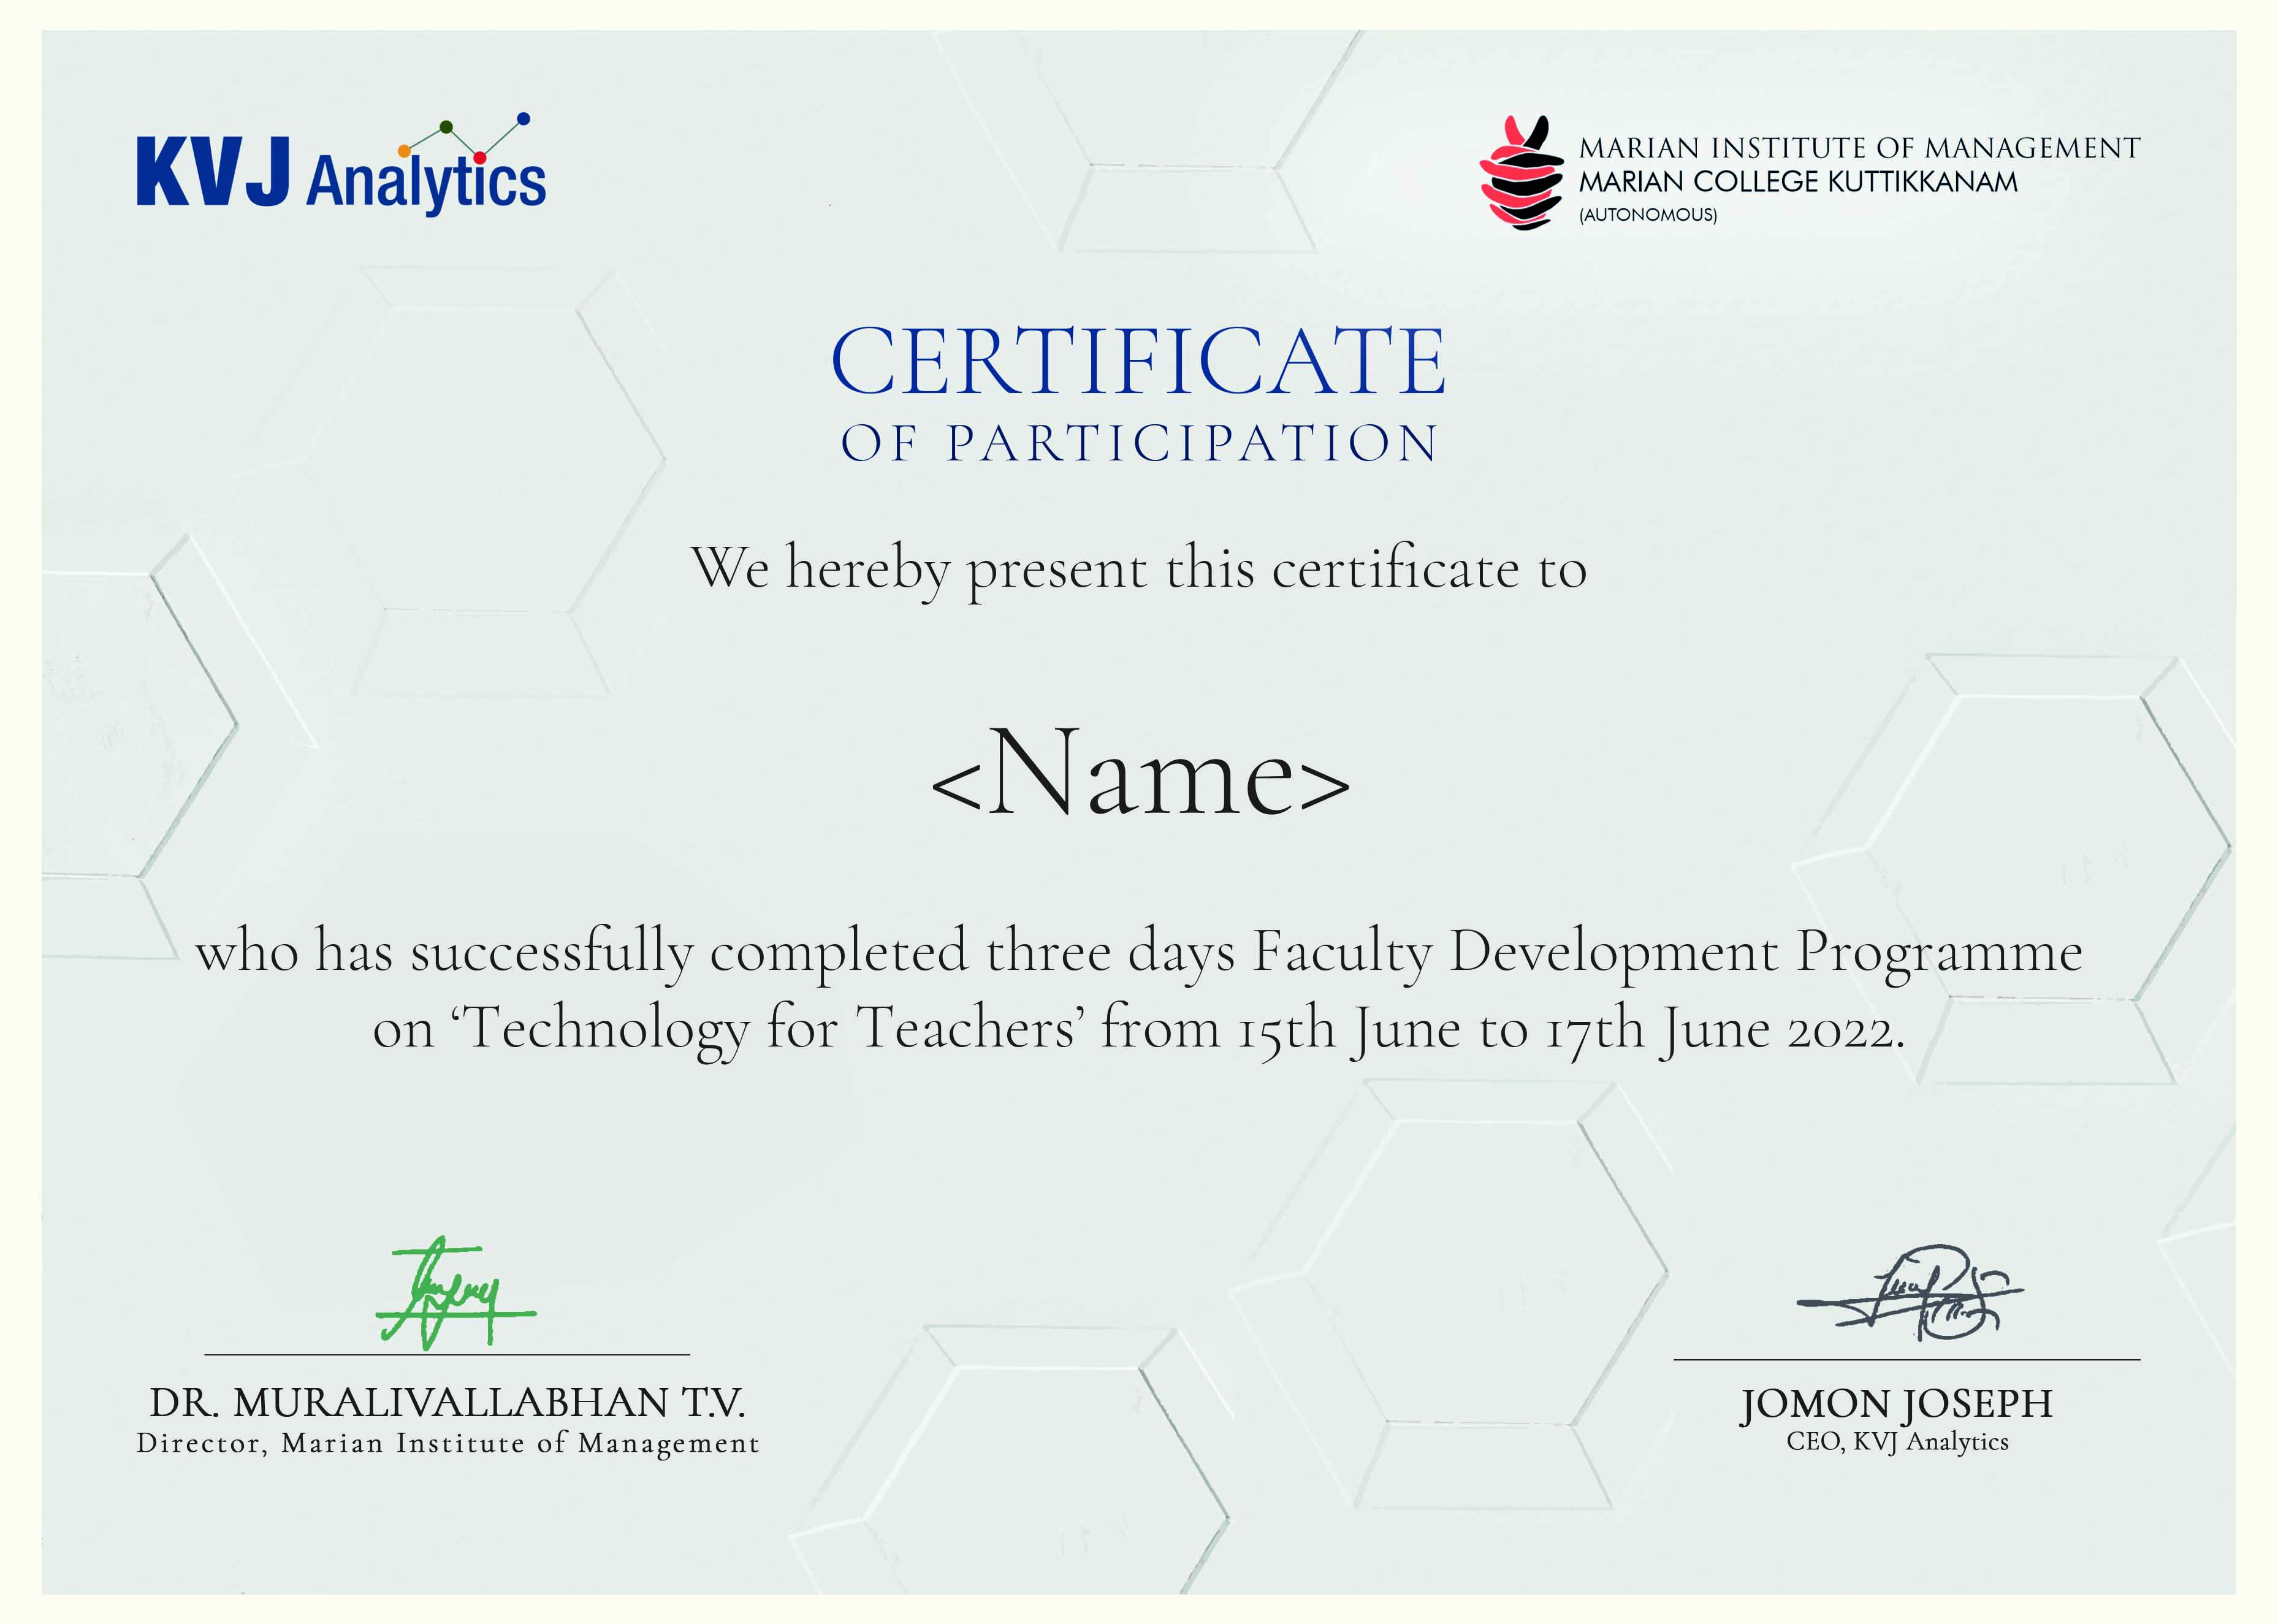 KVJ Analytics
MARIAN INSTITUTE OF MANAGEMENT
MARIAN COLLEGE KUTTIKKANAM
(AUTONOMOUS)
CERTIFICATE
OF PARTICIPATION
We hereby present this certificate to
<Name>
who has successfully completed three days Faculty Development Programme
on ‘Technology for Teachers’ from 15th June to 17th June 2022.
DR. MURALIVALLABHAN T.V.
Director, Marian Institute of Management
JOMON JOSEPH
CEO, KVJ Analytics